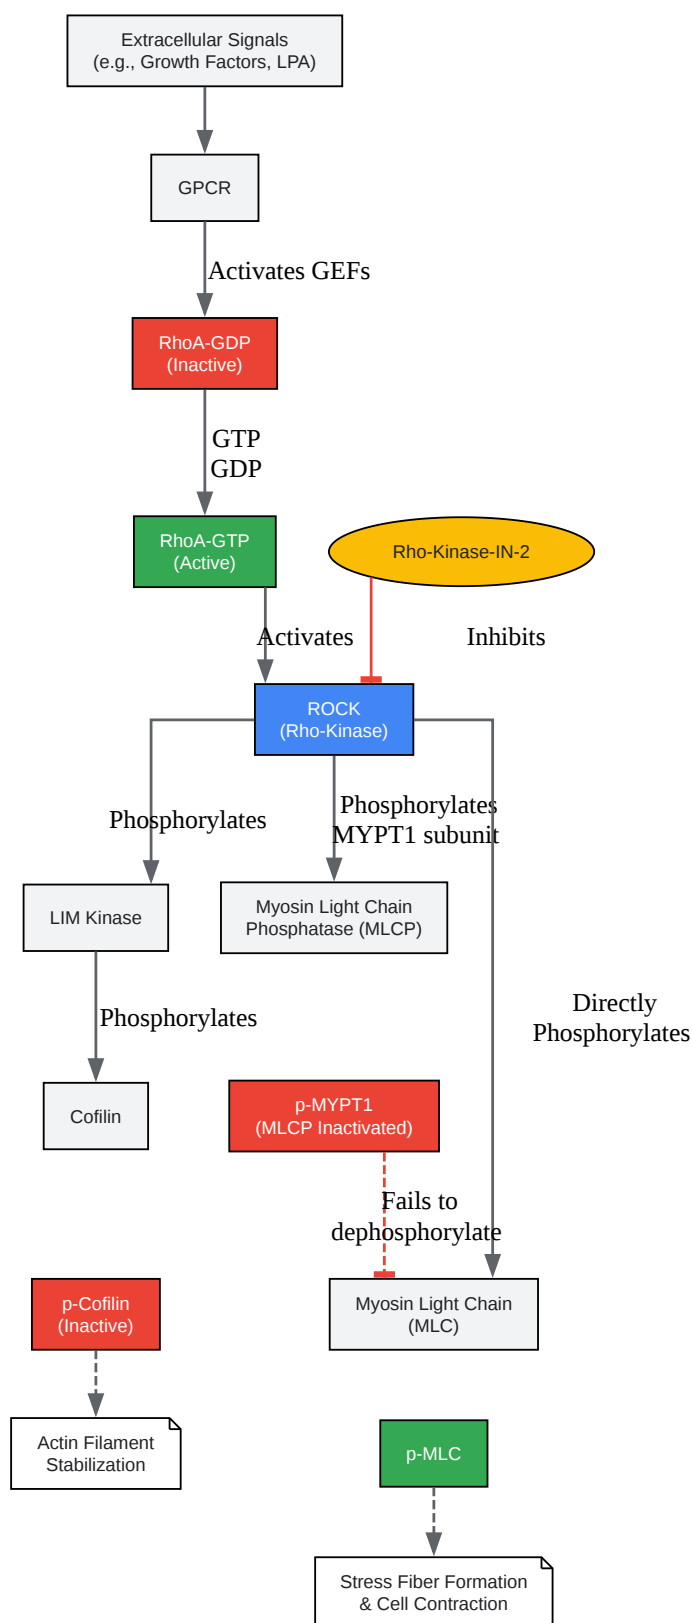 Extracellular Signals
(e.g., Growth Factors, LPA)
GPCR
Activates GEFs
RhoA-GDP
(Inactive)
GTP
GDP
RhoA-GTP
(Active)
Rho-Kinase-IN-2
Activates
Inhibits
ROCK
(Rho-Kinase)
Phosphorylates
Phosphorylates
MYPT1 subunit
LIM Kinase
Myosin Light Chain
Phosphatase (MLCP)
Phosphorylates
Directly
Phosphorylates
Cofilin
p-MYPT1
(MLCP Inactivated)
Fails to
dephosphorylate
p-Cofilin
(Inactive)
Myosin Light Chain
(MLC)
Actin Filament
Stabilization
p-MLC
Stress Fiber Formation
& Cell Contraction